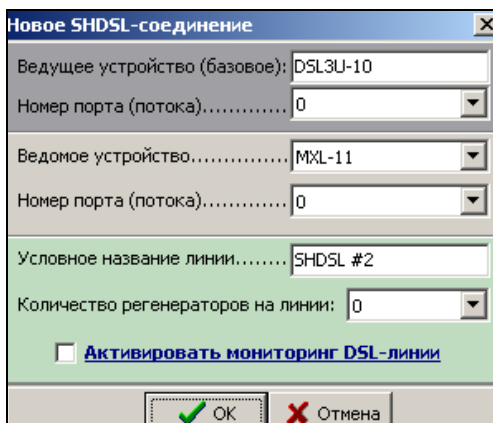 Новое SHDSL-соединение
Ведущее устройство (базовое): DSL3U-10
Номер порта (потока)............. 0
Ведомое устройство............... MXL-11
Номер порта (потока)............. 0
Условное название линии........ SHDSL #2
Количество регенераторов на линии: 0
Активировать мониторинг DSL-линии
OK Отмена